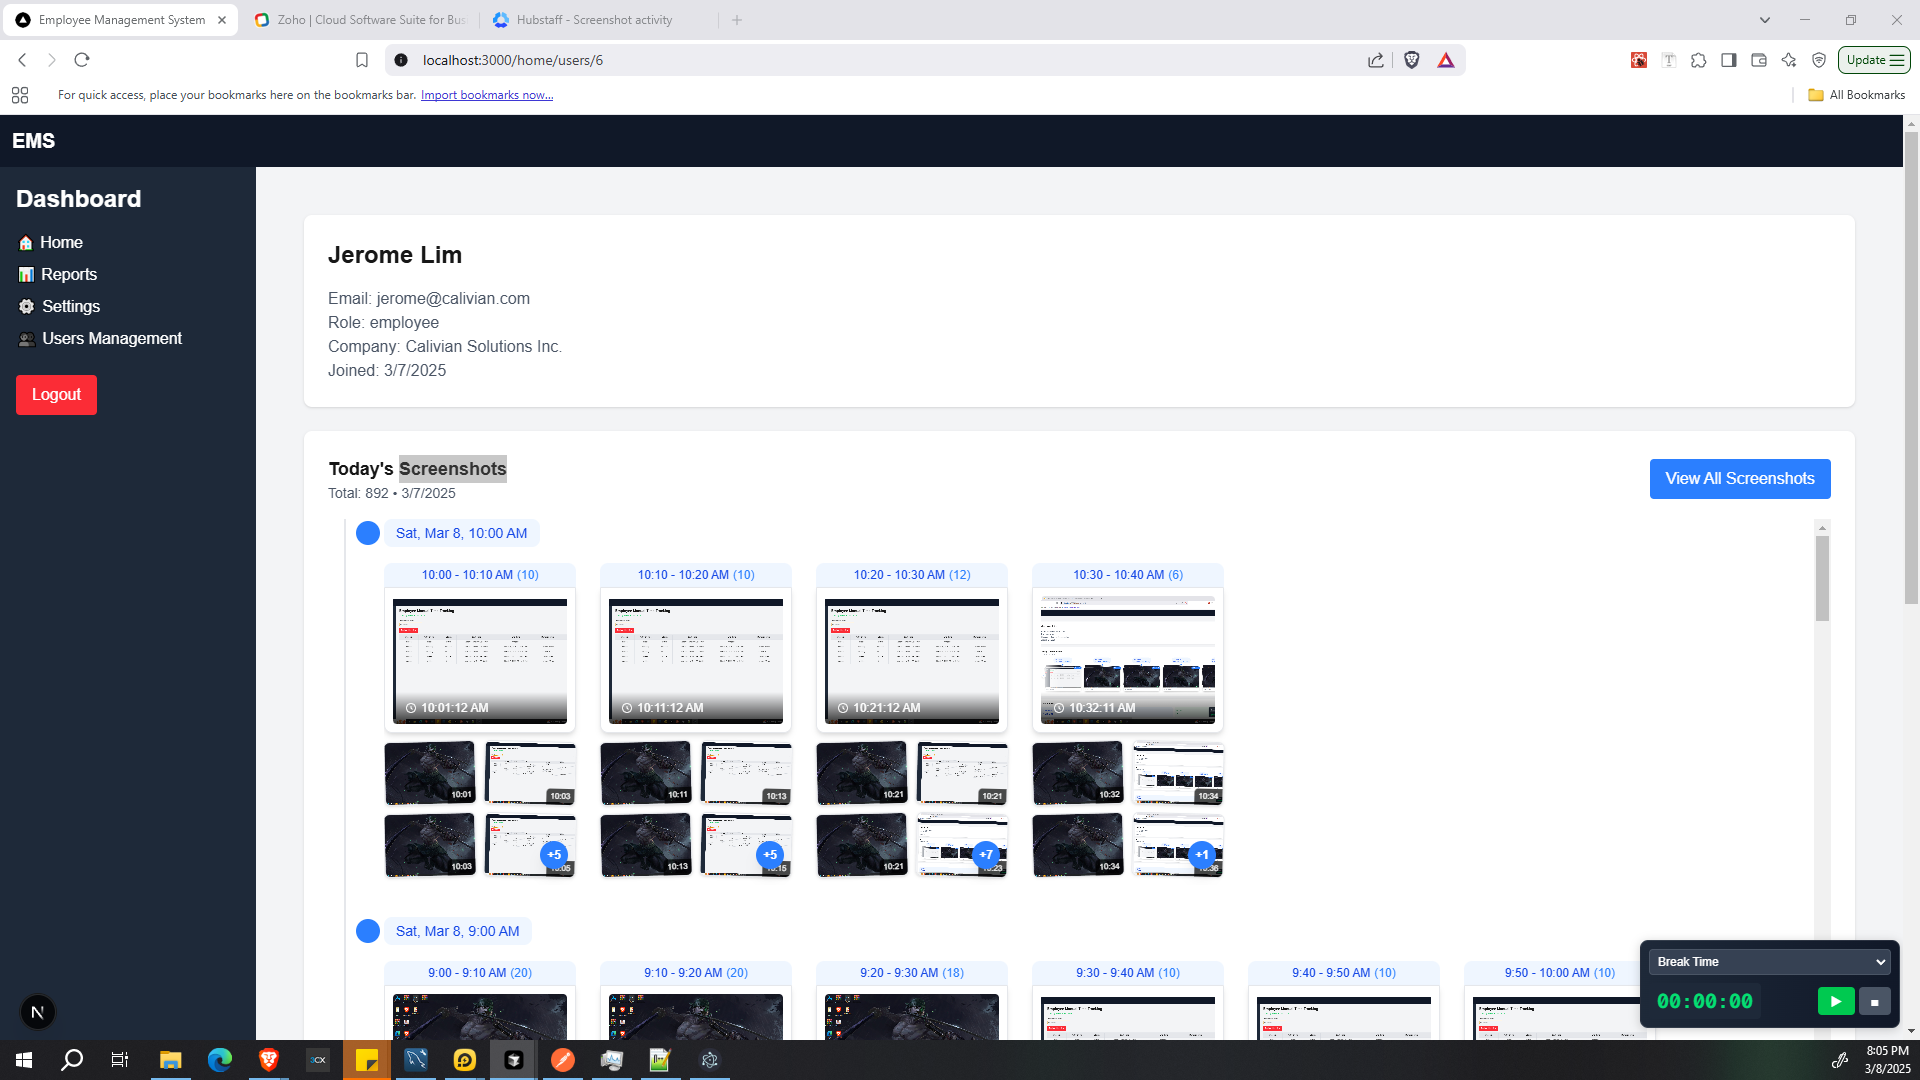 Employee Management System
Zoho | Cloud Software Suite for Bus
Hubstaff - Screenshot activity
localhost:3000/home/users/6
Update
For quick access, place your bookmarks here on the bookmarks bar. Import bookmarks now...
All Bookmarks
EMS
Dashboard
Home
Reports
Settings
Users Management
Logout
Jerome Lim
Email: jerome@calivian.com
Role: employee
Company: Calivian Solutions Inc.
Joined: 3/7/2025
Today's Screenshots
Total: 892 • 3/7/2025
View All Screenshots
Sat, Mar 8, 10:00 AM
10:00 - 10:10 AM (10)
10:10 - 10:20 AM (10)
10:20 - 10:30 AM (12)
10:30 - 10:40 AM (6)
10:01:12 AM
10:11:12 AM
10:21:12 AM
10:32:11 AM
10:01
10:03
10:11
10:13
10:21
10:21
10:32
10:34
10:03
+5
10:13
+5
10:21
+7
10:34
+1
Sat, Mar 8, 9:00 AM
9:00 - 9:10 AM (20)
9:10 - 9:20 AM (20)
9:20 - 9:30 AM (18)
9:30 - 9:40 AM (10)
9:40 - 9:50 AM (10)
9:50 - 10:00 AM (10)
Break Time
00:00:00
N
3CX
8:05 PM
3/8/2025